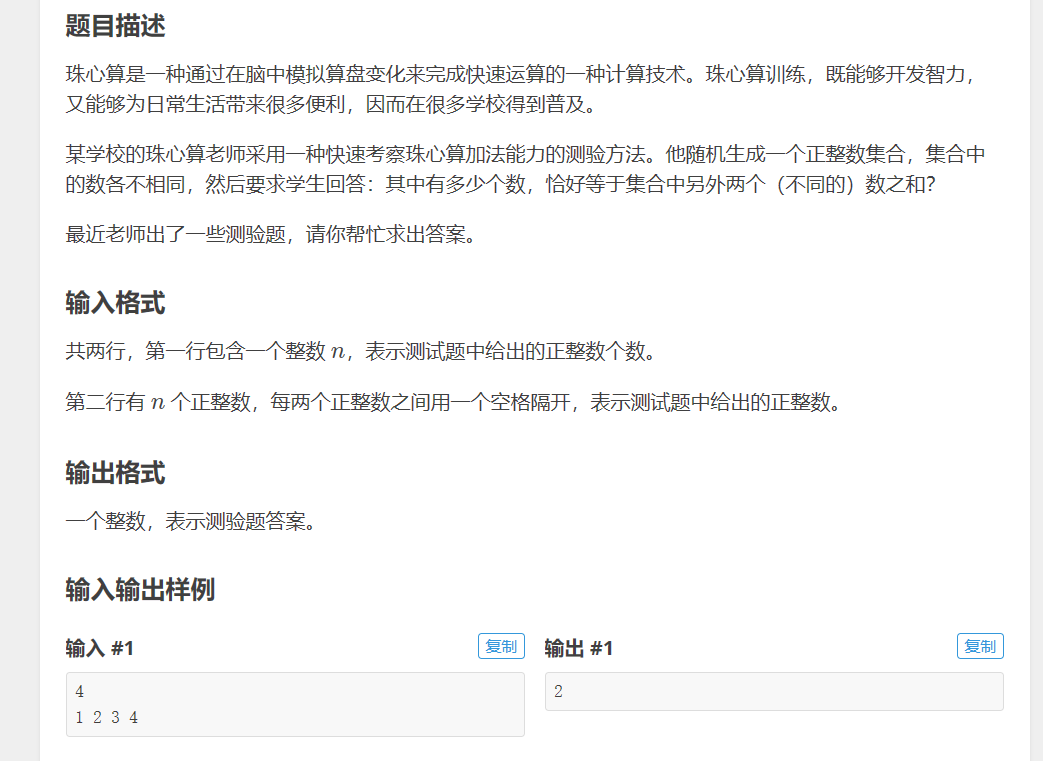 题目描述
珠心算是一种通过在脑中模拟算盘变化来完成快速运算的一种计算技术。珠心算训练，既能够开发智力，
又能够为日常生活带来很多便利，因而在很多学校得到普及。
某学校的珠心算老师采用一种快速考察珠心算加法能力的测验方法。他随机生成一个正整数集合，集合中
的数各不相同，然后要求学生回答：其中有多少个数，恰好等于集合中另外两个（不同的）数之和？
最近老师出了一些测验题，请你帮忙求出答案。
输入格式
共两行，第一行包含一个整数 n，表示测试题中给出的正整数个数。
第二行有 n 个正整数，每两个正整数之间用一个空格隔开，表示测试题中给出的正整数。
输出格式
一个整数，表示测验题答案。
输入输出样例
输入 #1 复制
4
1 2 3 4
输出 #1 复制
2